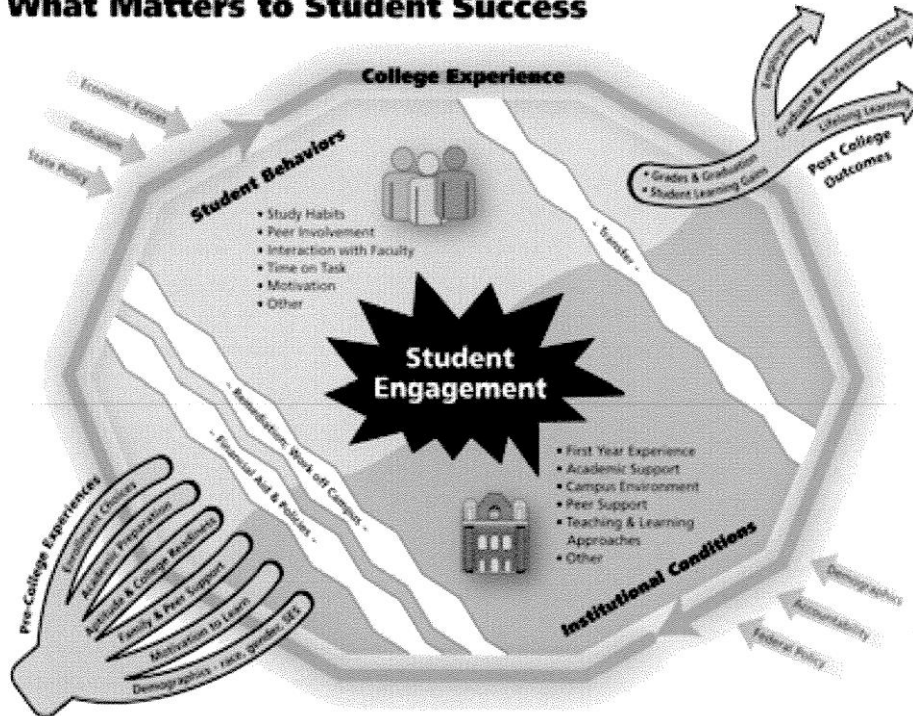 What Matters to Student Success
College Experience
Economic Forces
Globalism
State Policy
Student Behaviors
• Study Habits
• Peer Involvement
• Interaction with Faculty
• Time on Task
• Motivation
• Other
Employment
Graduate & Professional School
Lifelong Learning
• Grades & Graduation
• Student Learning Gains
Post College
Outcomes
- Transfer -
Student
Engagement
- Remediation; Work off Campus -
- Financial Aid & Policies -
• First Year Experience
• Academic Support
• Campus Environment
• Peer Support
• Teaching & Learning
Approaches
• Other
Institutional Conditions
Pre-College Experiences
Enrollment Choices
Academic Preparation
Aptitude & College Readiness
Family & Peer Support
Motivation to Learn
Demographics - race, gender, SES
Demographics
Accountability
Federal Policy